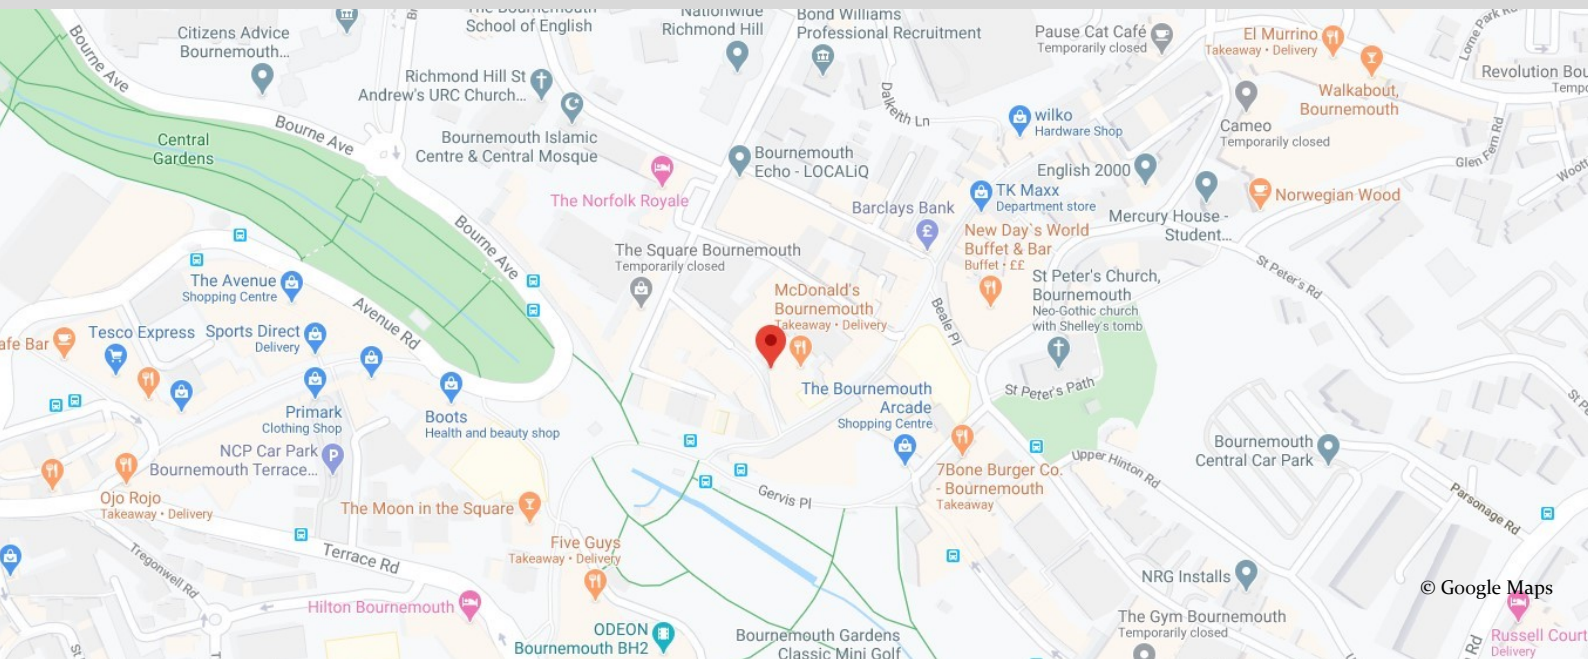 Citizens Advice
Bournemouth...
The Bournemouth
School of English
Nationwide
Richmond Hill
Bond Williams
Professional Recruitment
Pause Cat Café
Temporarily closed
El Murrino
Takeaway • Delivery
Lorne Park Rd
Revolution Bou
Tempo
Walkabout,
Bournemouth
Bourne Ave
Richmond Hill St
Andrew's URC Church...
Dalkeith Ln
wilko
Hardware Shop
Cameo
Temporarily closed
Glen Fern Rd
Central
Gardens
Bourne Ave
Bournemouth Islamic
Centre & Central Mosque
Bournemouth
Echo - LOCALiQ
English 2000
The Norfolk Royale
TK Maxx
Department store
Norwegian Wood
Barclays Bank
Mercury House -
Student...
Bourne Ave
The Square Bournemouth
Temporarily closed
New Day`s World
Buffet & Bar
Buffet • ££
St Peter's Church,
Bournemouth
Neo-Gothic church
with Shelley's tomb
St Peter's Rd
The Avenue
Shopping Centre
McDonald's
Bournemouth
Takeaway • Delivery
Beale Pl
Avenue Rd
afe Bar
Tesco Express
Sports Direct
Delivery
St Peter's Path
The Bournemouth
Arcade
Shopping Centre
Primark
Clothing Shop
Boots
Health and beauty shop
NCP Car Park
Bournemouth Terrace...
Bournemouth
Central Car Park
Upper Hinton Rd
7Bone Burger Co.
- Bournemouth
Takeaway
Ojo Rojo
Takeaway • Delivery
The Moon in the Square
Gervis Pl
Parsonage Rd
Five Guys
Takeaway • Delivery
Terrace Rd
Tregonwell Rd
NRG Installs
© Google Maps
Hilton Bournemouth
The Gym Bournemouth
Temporarily closed
ODEON
Bournemouth BH2
Bournemouth Gardens
Classic Mini Golf
Russell Court
Delivery
Rd